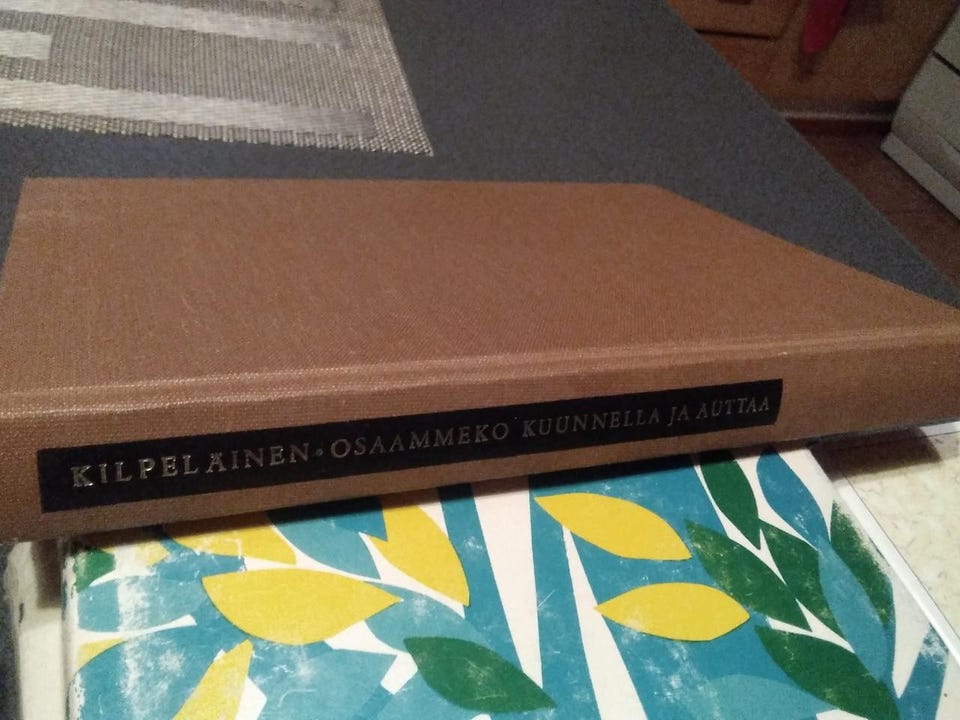 KILPELÄINEN • OSAAMMEKO KUUNNELLA JA AUTTAA